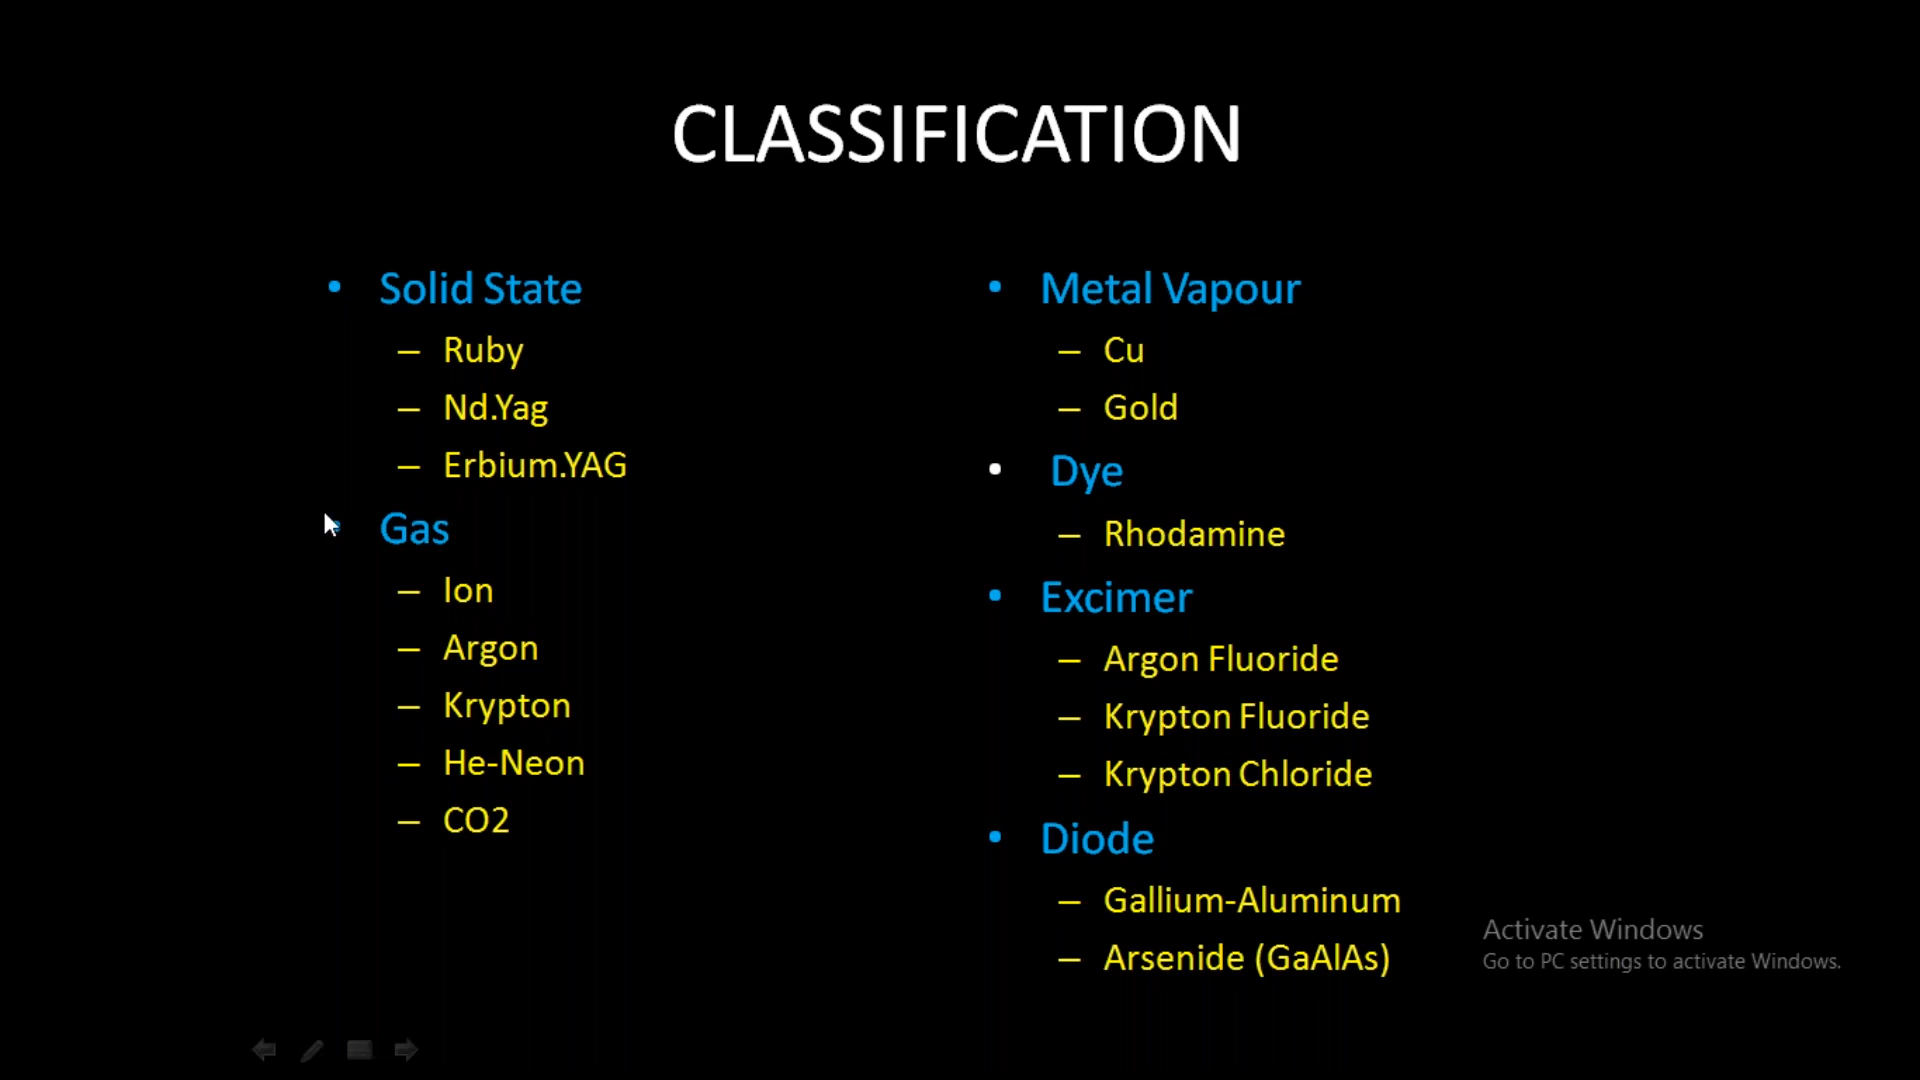 CLASSIFICATION
• Solid State
– Ruby
– Nd.Yag
– Erbium.YAG
• Gas
– Ion
– Argon
– Krypton
– He-Neon
– CO2
• Metal Vapour
– Cu
– Gold
• Dye
– Rhodamine
• Excimer
– Argon Fluoride
– Krypton Fluoride
– Krypton Chloride
• Diode
– Gallium-Aluminum
– Arsenide (GaAlAs)
Activate Windows
Go to PC settings to activate Windows.